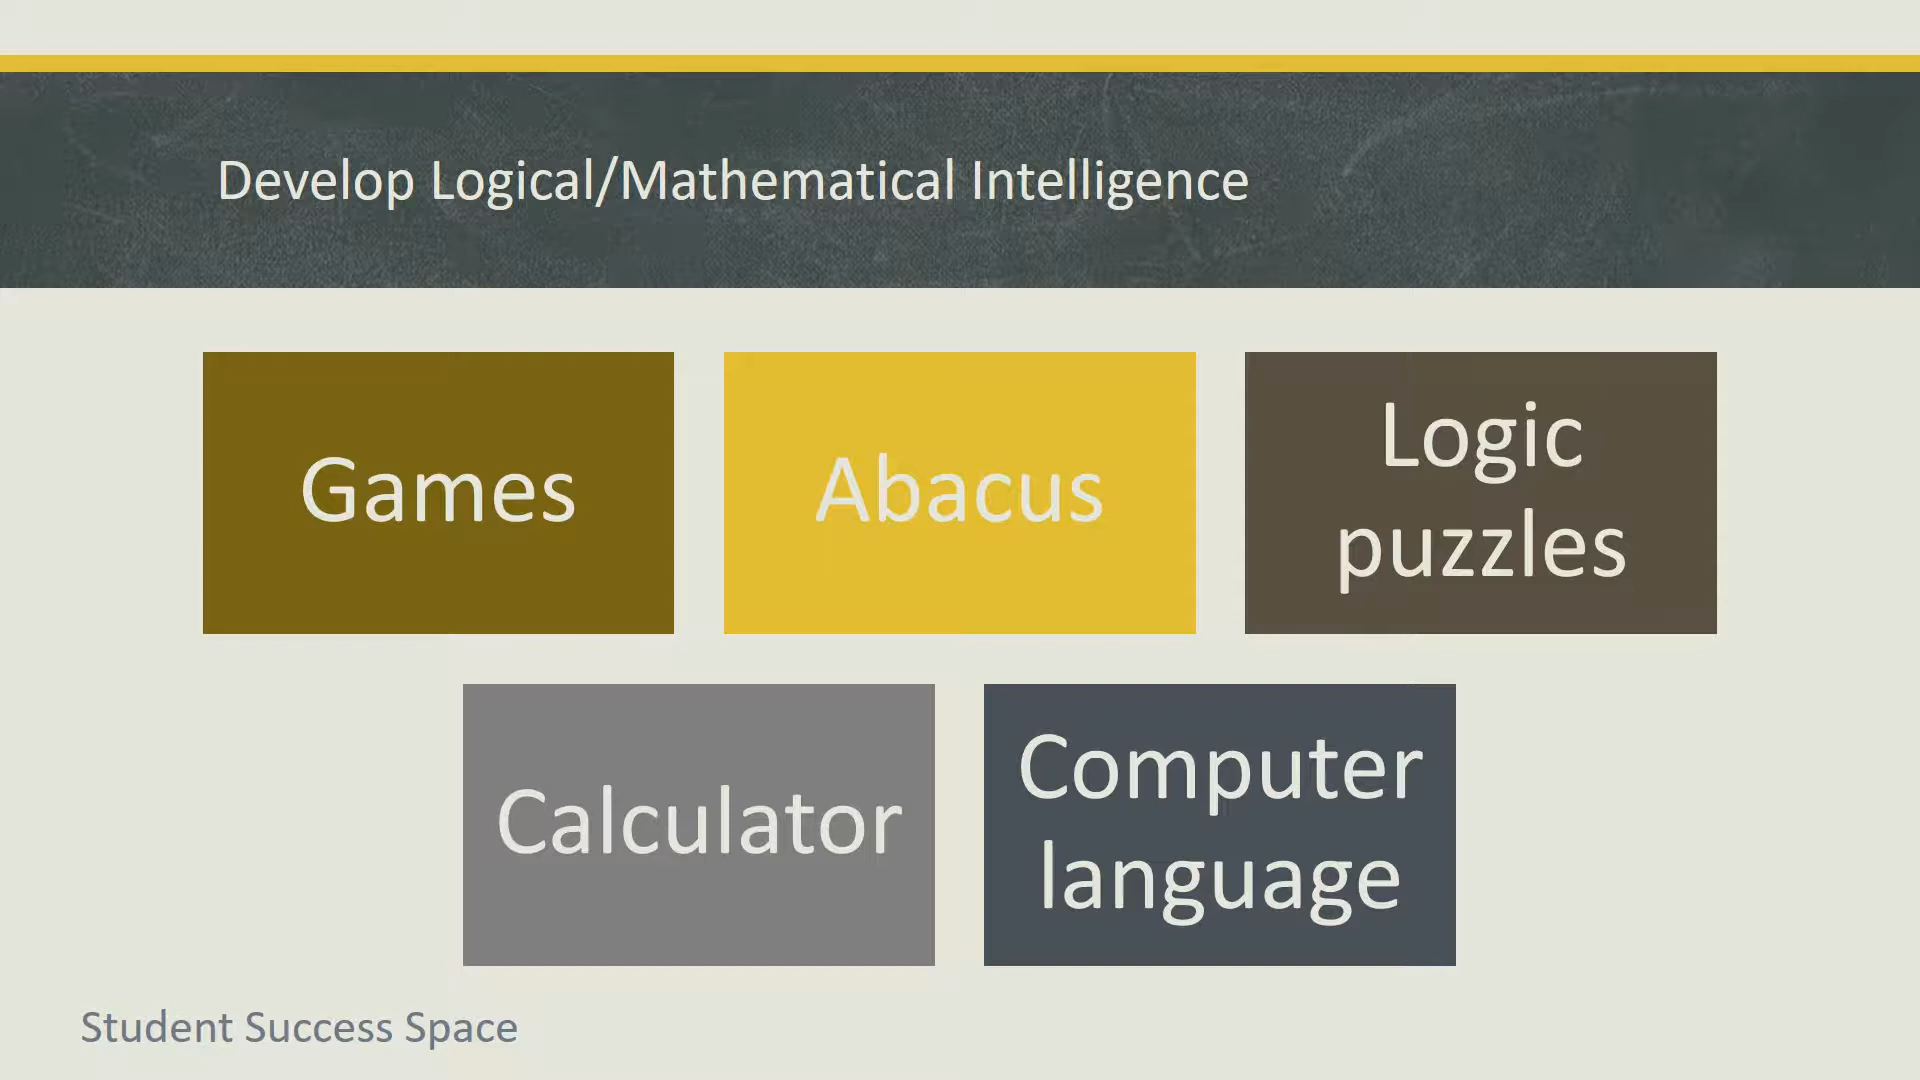 Develop Logical/Mathematical Intelligence
Games
Abacus
Logic
puzzles
Calculator
Computer
language
Student Success Space